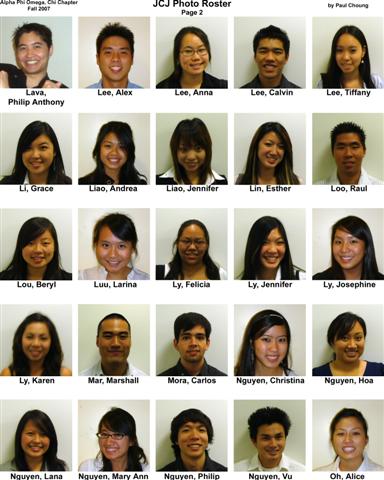 Alpha Phi Omega, Chi Chapter
Fall 2007
JCJ Photo Roster
Page 2
by Paul Choung
Lava,
Philip Anthony
Lee, Alex
Lee, Anna
Lee, Calvin
Lee, Tiffany
Li, Grace
Liao, Andrea
Liao, Jennifer
Lin, Esther
Loo, Raul
Lou, Beryl
Luu, Larina
Ly, Felicia
Ly, Jennifer
Ly, Josephine
Ly, Karen
Mar, Marshall
Mora, Carlos
Nguyen, Christina
Nguyen, Hoa
Nguyen, Lana
Nguyen, Mary Ann
Nguyen, Philip
Nguyen, Vu
Oh, Alice